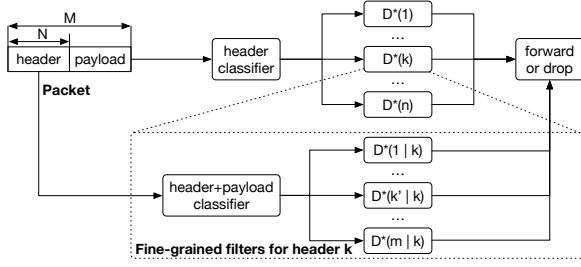 M
N
header
payload
Packet
header
classifier
D*(1)
...
D*(k)
...
D*(n)
forward
or drop
header+payload
classifier
D*(1 | k)
...
D*(k' | k)
...
D*(m | k)
Fine-grained filters for header k